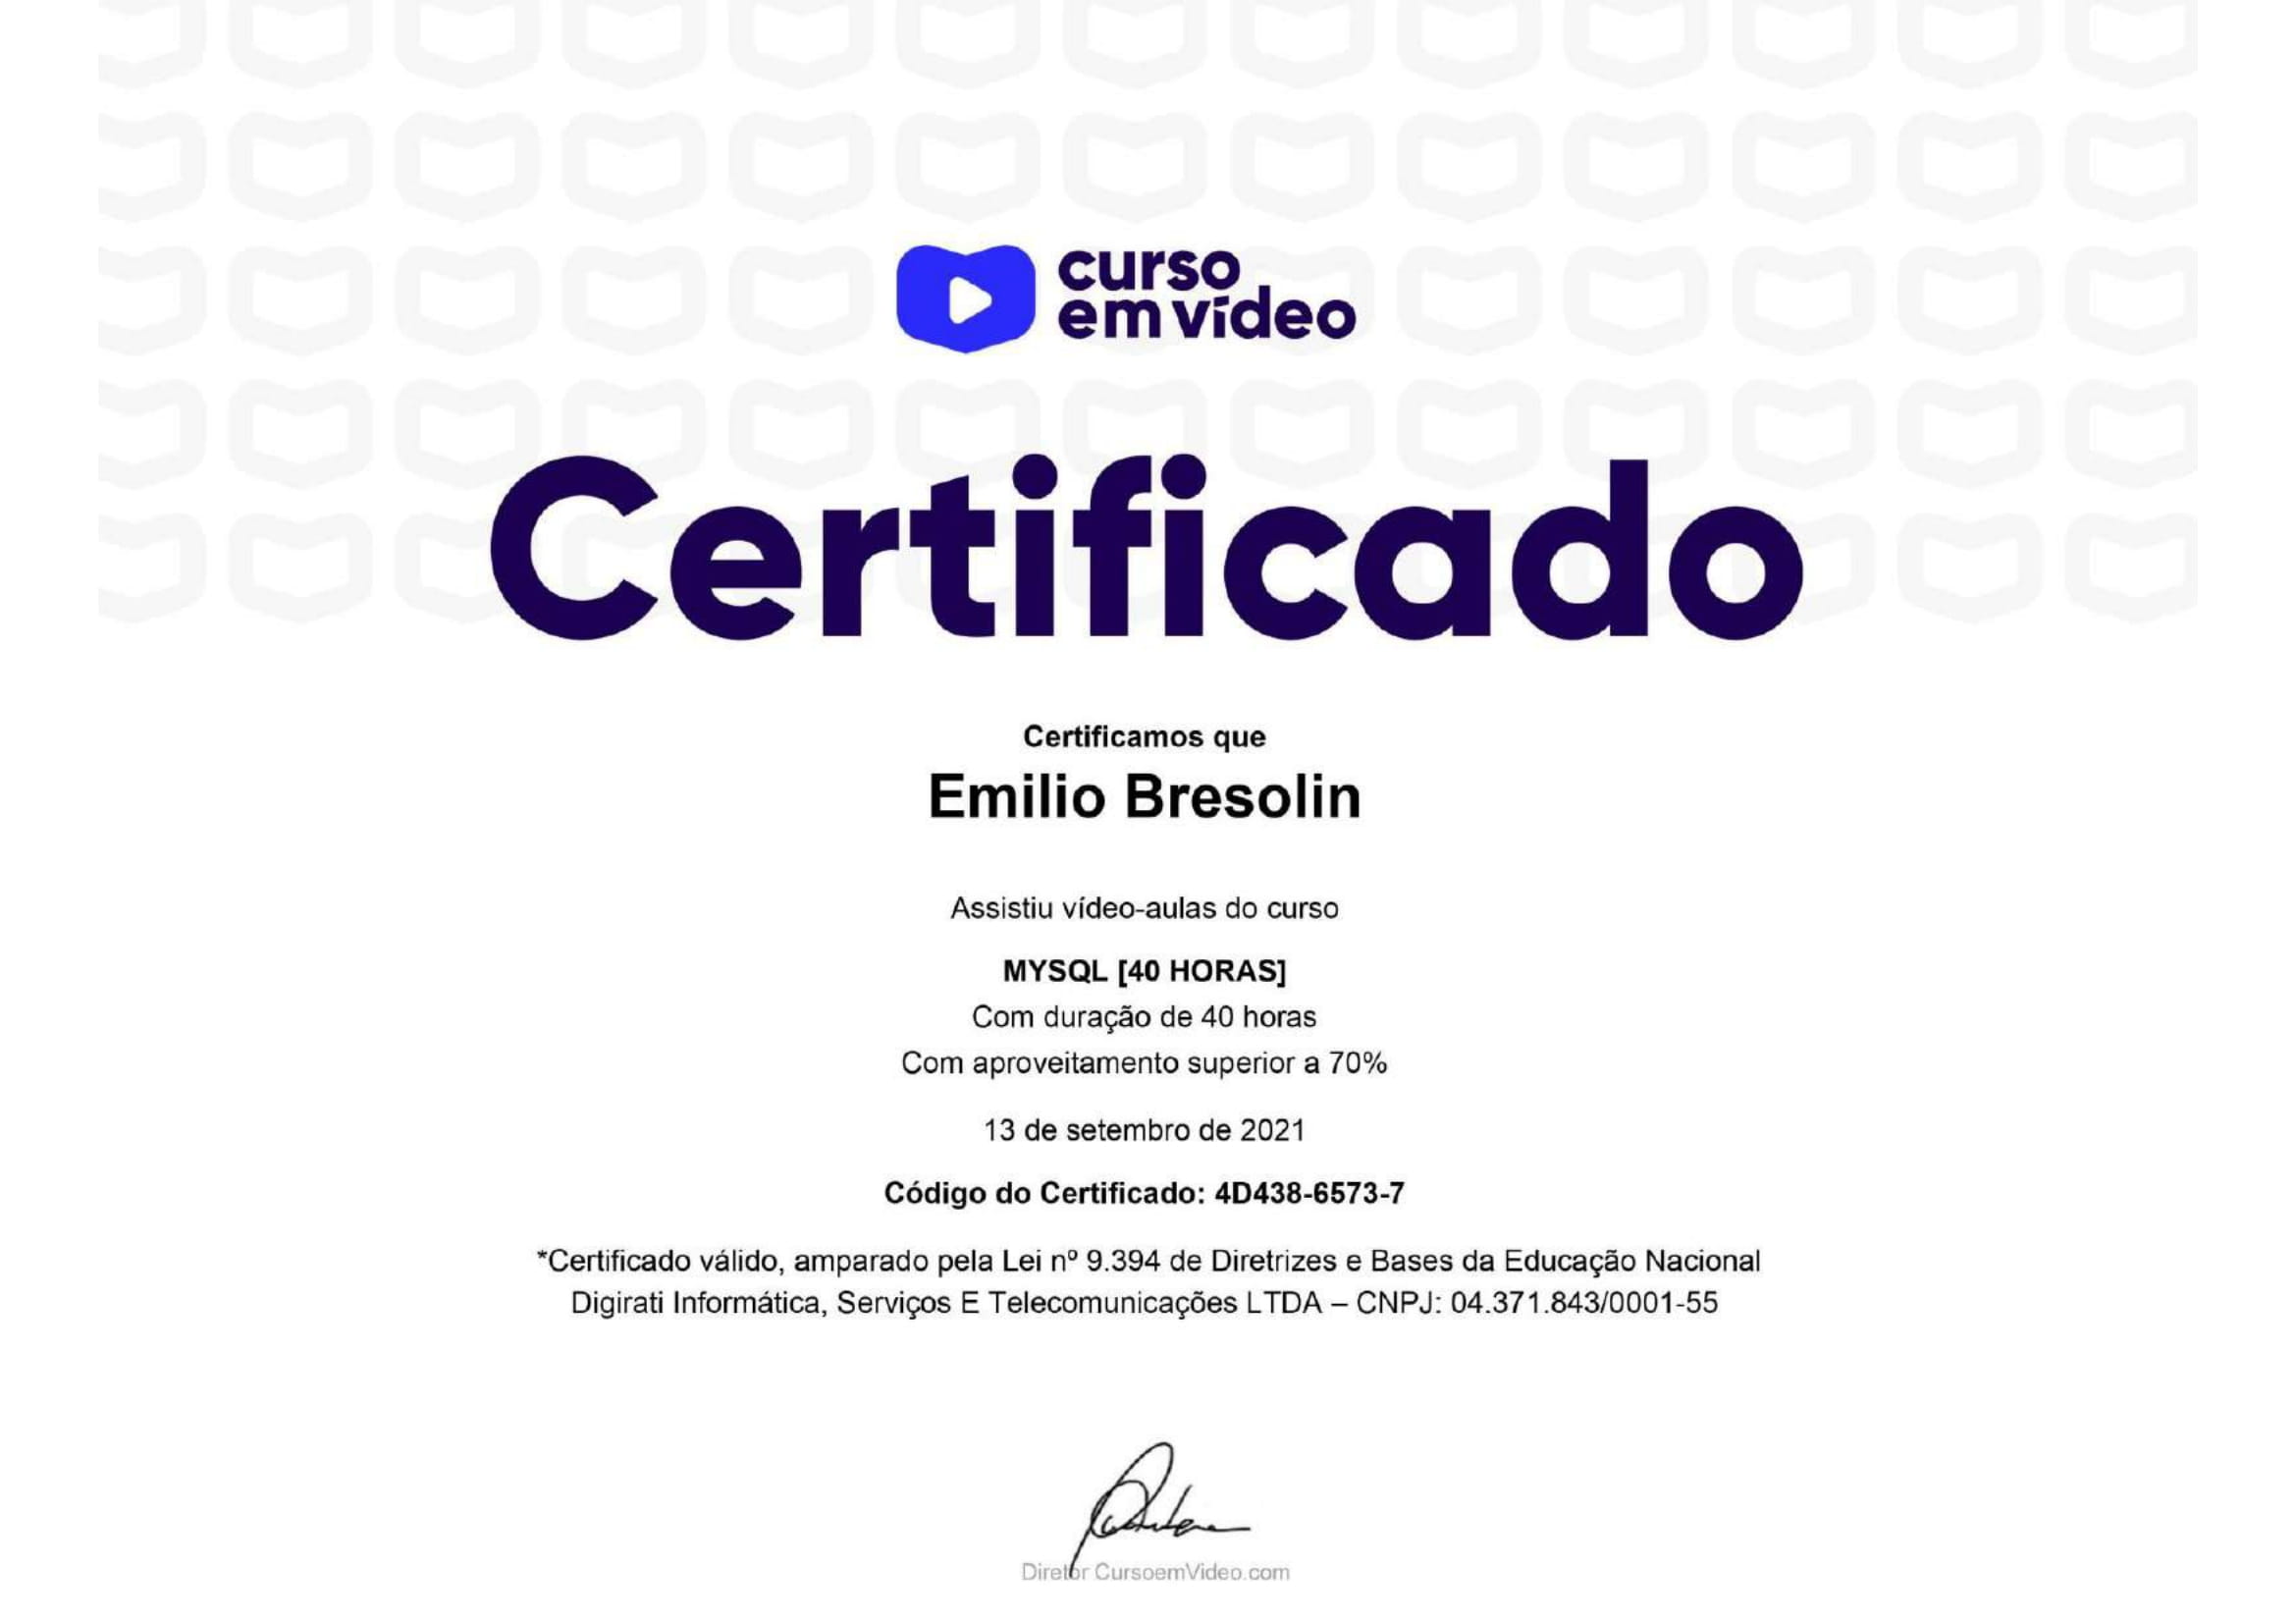 curso
em vídeo
Certificado
Certificamos que
Emilio Bresolin
Assistiu vídeo-aulas do curso
MYSQL [40 HORAS]
Com duração de 40 horas
Com aproveitamento superior a 70%
13 de setembro de 2021
Código do Certificado: 4D438-6573-7
*Certificado válido, amparado pela Lei nº 9.394 de Diretrizes e Bases da Educação Nacional
Digirati Informática, Serviços E Telecomunicações LTDA – CNPJ: 04.371.843/0001-55
Diretor CursoemVideo.com